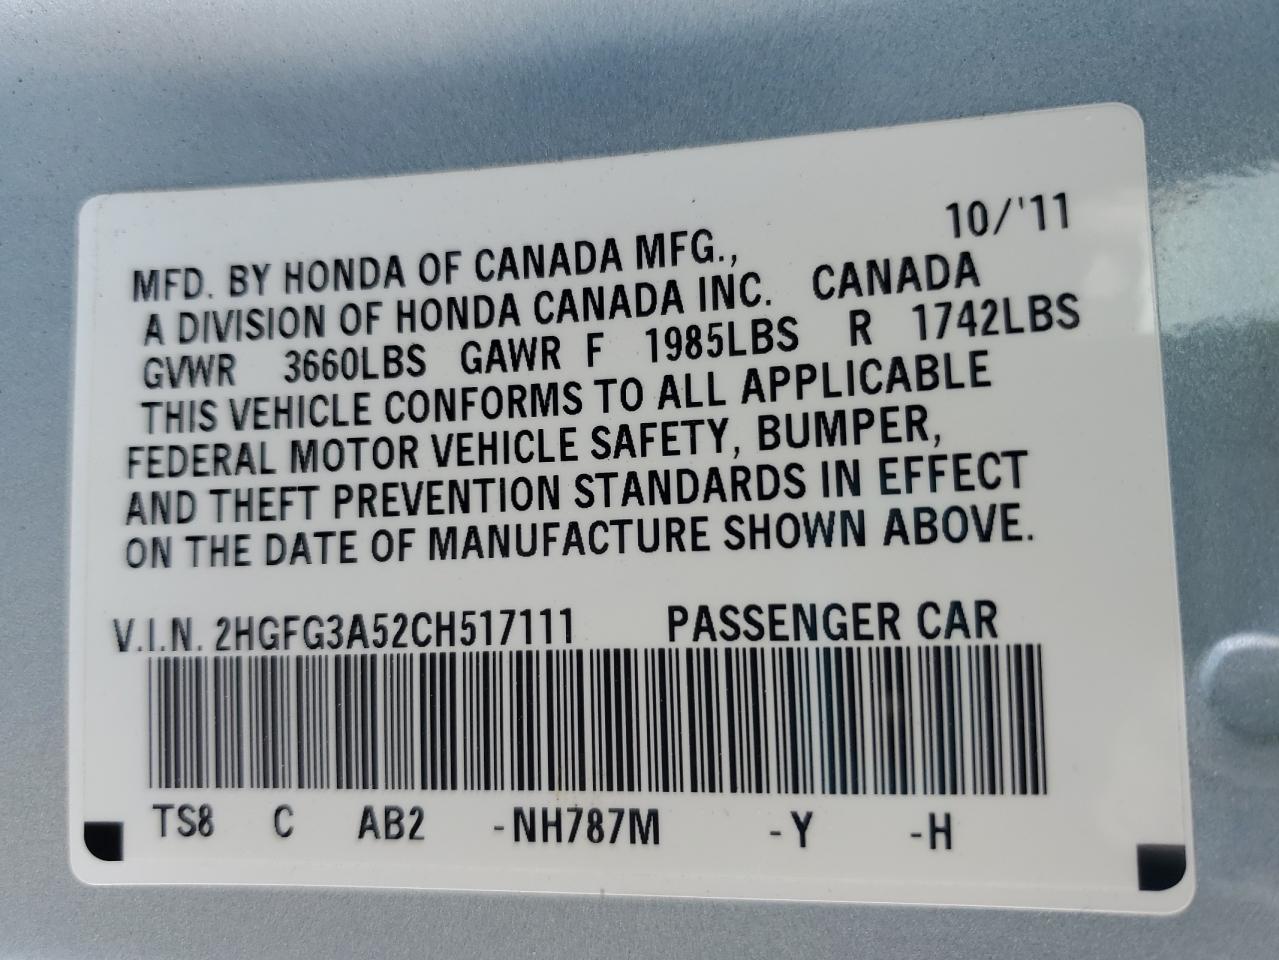 10/'11
MFD. BY HONDA OF CANADA MFG.,
A DIVISION OF HONDA CANADA INC. CANADA
GVWR 3660LBS GAWR F 1985LBS R 1742LBS
THIS VEHICLE CONFORMS TO ALL APPLICABLE
FEDERAL MOTOR VEHICLE SAFETY, BUMPER,
AND THEFT PREVENTION STANDARDS IN EFFECT
ON THE DATE OF MANUFACTURE SHOWN ABOVE.
V.I.N. 2HGFG3A52CH517111 PASSENGER CAR
TS8 C AB2 -NH787M -Y -H